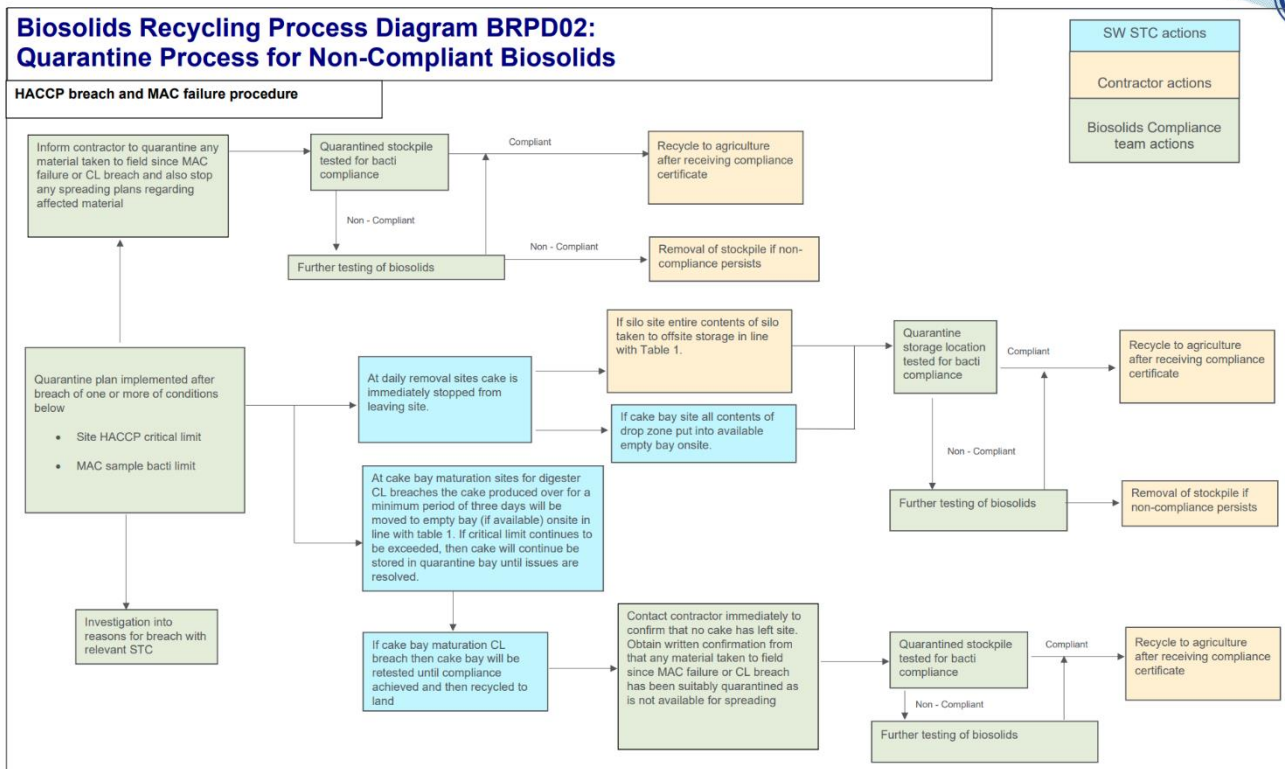 Biosolids Recycling Process Diagram BRPD02:
Quarantine Process for Non-Compliant Biosolids
HACCP breach and MAC failure procedure
SW STC actions
Contractor actions
Biosolids Compliance
team actions
Inform contractor to quarantine any
material taken to field since MAC
failure or CL breach and also stop
any spreading plans regarding
affected material
Quarantined stockpile
tested for bacti
compliance
Compliant
Recycle to agriculture
after receiving compliance
certificate
Non - Compliant
Further testing of biosolids
Non - Compliant
Removal of stockpile if non-
compliance persists
Quarantine plan implemented after
breach of one or more of conditions
below
• Site HACCP critical limit
• MAC sample bacti limit
At daily removal sites cake is
immediately stopped from
leaving site.
If silo site entire contents of silo
taken to offsite storage in line
with Table 1.
If cake bay site all contents of
drop zone put into available
empty bay onsite.
Quarantine
storage location
tested for bacti
compliance
Compliant
Recycle to agriculture
after receiving compliance
certificate
Non - Compliant
Further testing of biosolids
Removal of stockpile if
non-compliance persists
At cake bay maturation sites for digester
CL breaches the cake produced over for a
minimum period of three days will be
moved to empty bay (if available) onsite in
line with table 1. If critical limit continues to
be exceeded, then cake will continue be
stored in quarantine bay until issues are
resolved.
Investigation into
reasons for breach with
relevant STC
If cake bay maturation CL
breach then cake bay will be
retested until compliance
achieved and then recycled to
land
Contact contractor immediately to
confirm that no cake has left site.
Obtain written confirmation from
that any material taken to field
since MAC failure or CL breach
has been suitably quarantined as
is not available for spreading
Quarantined stockpile
tested for bacti
compliance
Compliant
Recycle to agriculture
after receiving compliance
certificate
Non - Compliant
Further testing of biosolids